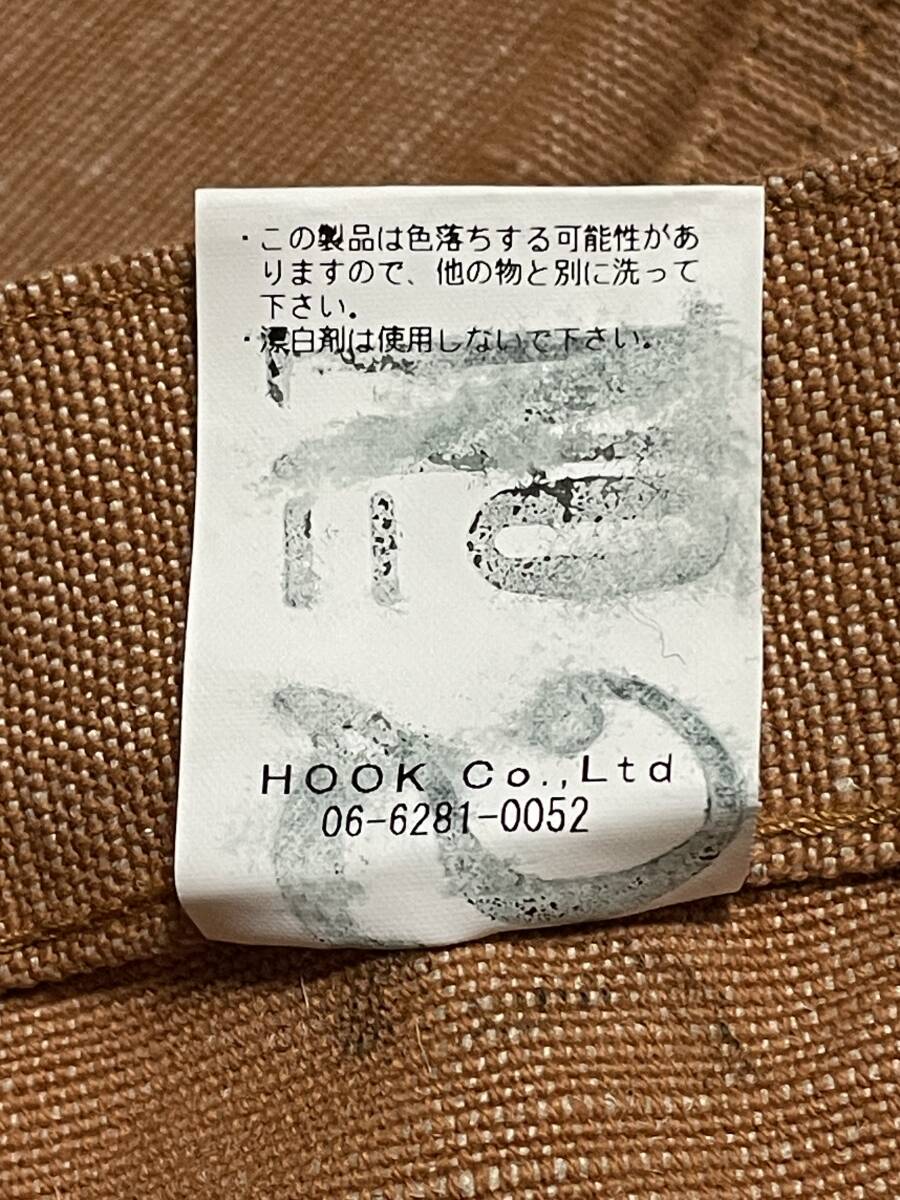 ・この製品は色落ちする可能性があ
りますので、他の物と別に洗って
下さい。
・漂白剤は使用しないで下さい。
HOOK Co.,Ltd
06-6281-0052